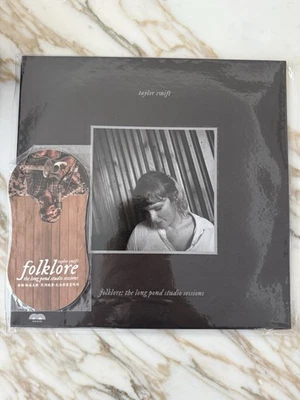 taylor swift
folklore: the long pond studio sessions
taylor swift
folklore
the long pond studio sessions